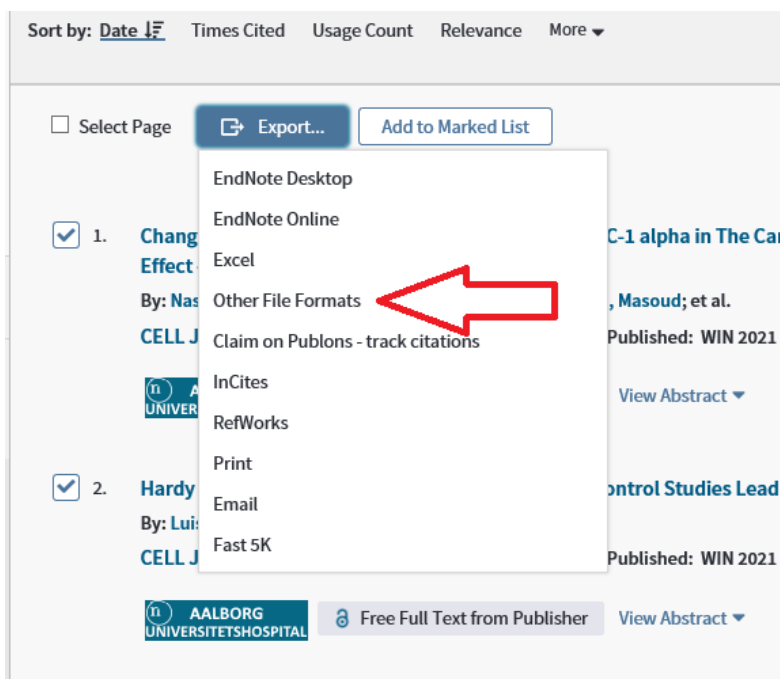 Sort by: Date Times Cited Usage Count Relevance More
Select Page Export... Add to Marked List
EndNote Desktop
EndNote Online
1. Chang C-1 alpha in The Car
Effect
Excel
By: Nas Other File Formats , Masoud; et al.
CELL J Claim on Publons - track citations Published: WIN 2021
InCites
n A
UNIVER
View Abstract
RefWorks
Print
2. Hardy ontrol Studies Lead
Email
By: Luis
Fast 5K
CELL J Published: WIN 2021
n AALBORG
UNIVERSITETSHOSPITAL
Free Full Text from Publisher View Abstract